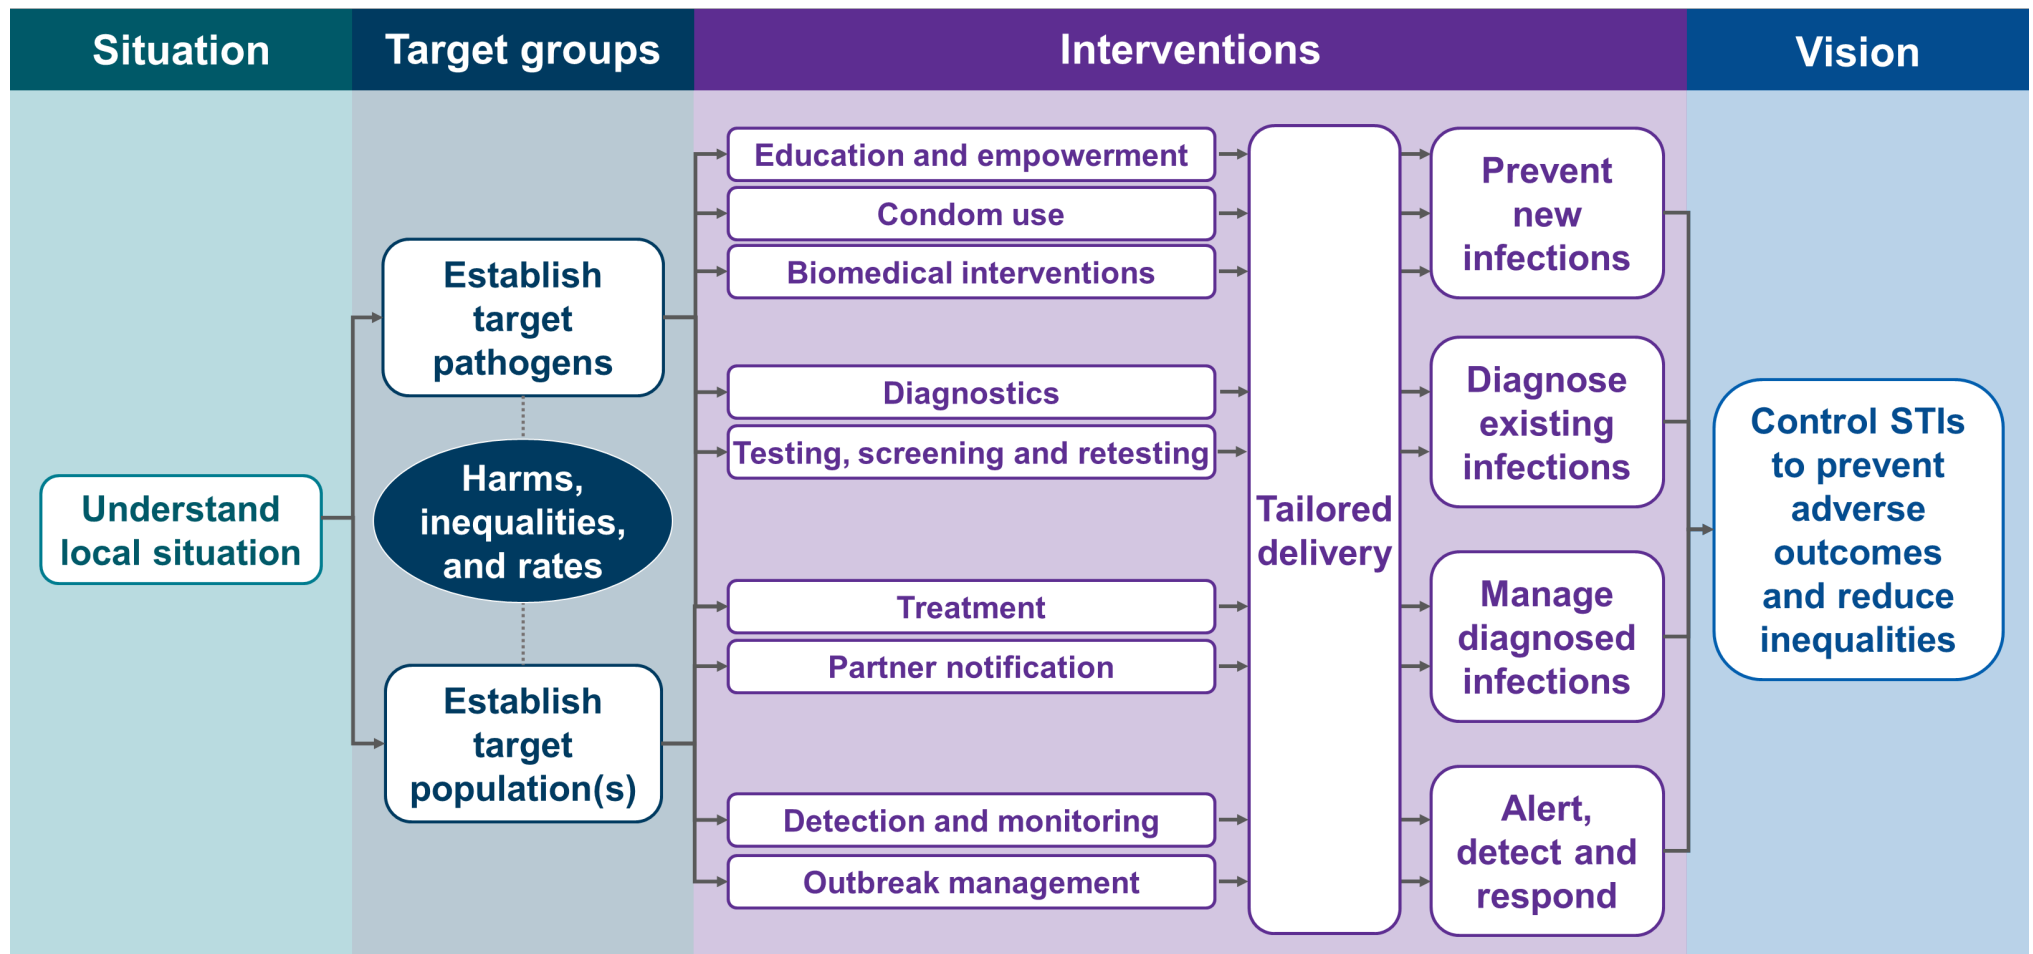 Situation
Target groups
Interventions
Vision
Understand
local situation
Establish
target
pathogens
Harms,
inequalities,
and rates
Establish
target
population(s)
Education and empowerment
Condom use
Biomedical interventions
Diagnostics
Testing, screening and retesting
Treatment
Partner notification
Detection and monitoring
Outbreak management
Tailored
delivery
Prevent
new
infections
Diagnose
existing
infections
Manage
diagnosed
infections
Alert,
detect and
respond
Control STIs
to prevent
adverse
outcomes
and reduce
inequalities